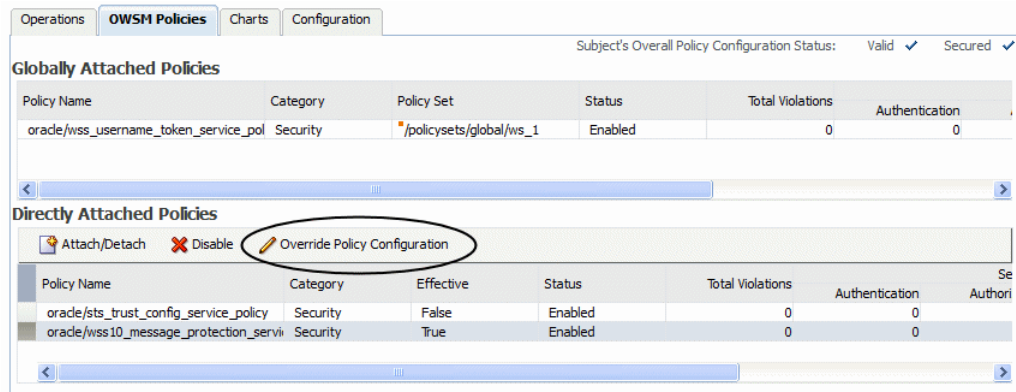 Operations OWSM Policies Charts Configuration
Subject's Overall Policy Configuration Status: Valid Secured
Globally Attached Policies
Policy Name Category Policy Set Status Total Violations
Authentication
oracle/wss_username_token_service_pol Security /policysets/global/ws_1 Enabled 0 0
Directly Attached Policies
Attach/Detach Disable Override Policy Configuration
Se
Policy Name Category Effective Status Total Violations
Authentication Authori
oracle/sts_trust_config_service_policy Security False Enabled 0 0
oracle/wss10_message_protection_servi Security True Enabled 0 0